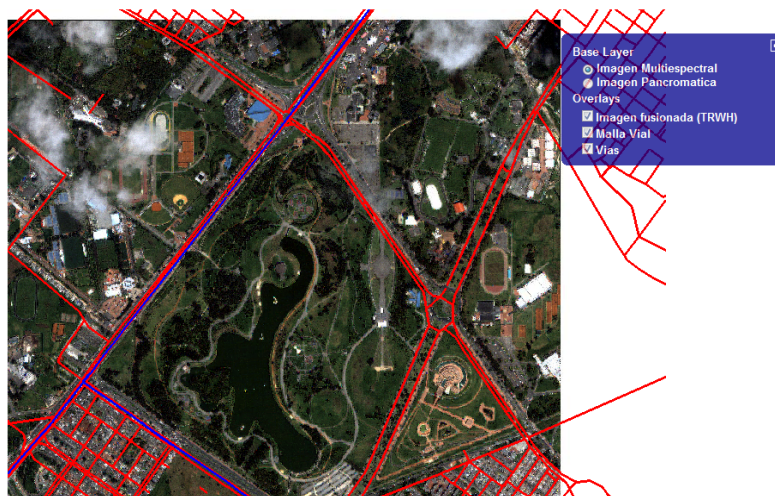 Base Layer
Imagen Multiespectral
Imagen Pancromatica
Overlays
Imagen fusionada (TRWH)
Malla Vial
Vias